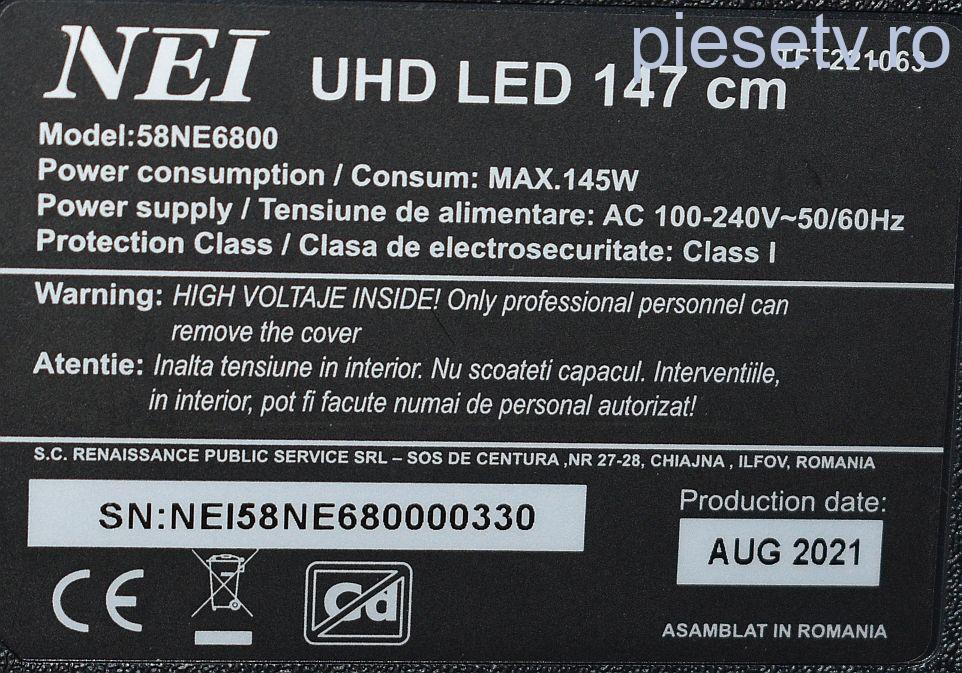 piesetv.ro
TFT221063
NEI UHD LED 147 cm
Model:58NE6800
Power consumption / Consum: MAX.145W
Power supply / Tensiune de alimentare: AC 100-240V~50/60Hz
Protection Class / Clasa de electrosecuritate: Class I
Warning: HIGH VOLTAJE INSIDE! Only professional personnel can
remove the cover
Atentie: Inalta tensiune in interior. Nu scoateti capacul. Interventiile,
in interior, pot fi facute numai de personal autorizat!
S.C. RENAISSANCE PUBLIC SERVICE SRL – SOS DE CENTURA ,NR 27-28, CHIAJNA , ILFOV, ROMANIA
SN:NEI58NE680000330
Production date:
AUG 2021
CE
Cd
ASAMBLAT IN ROMANIA